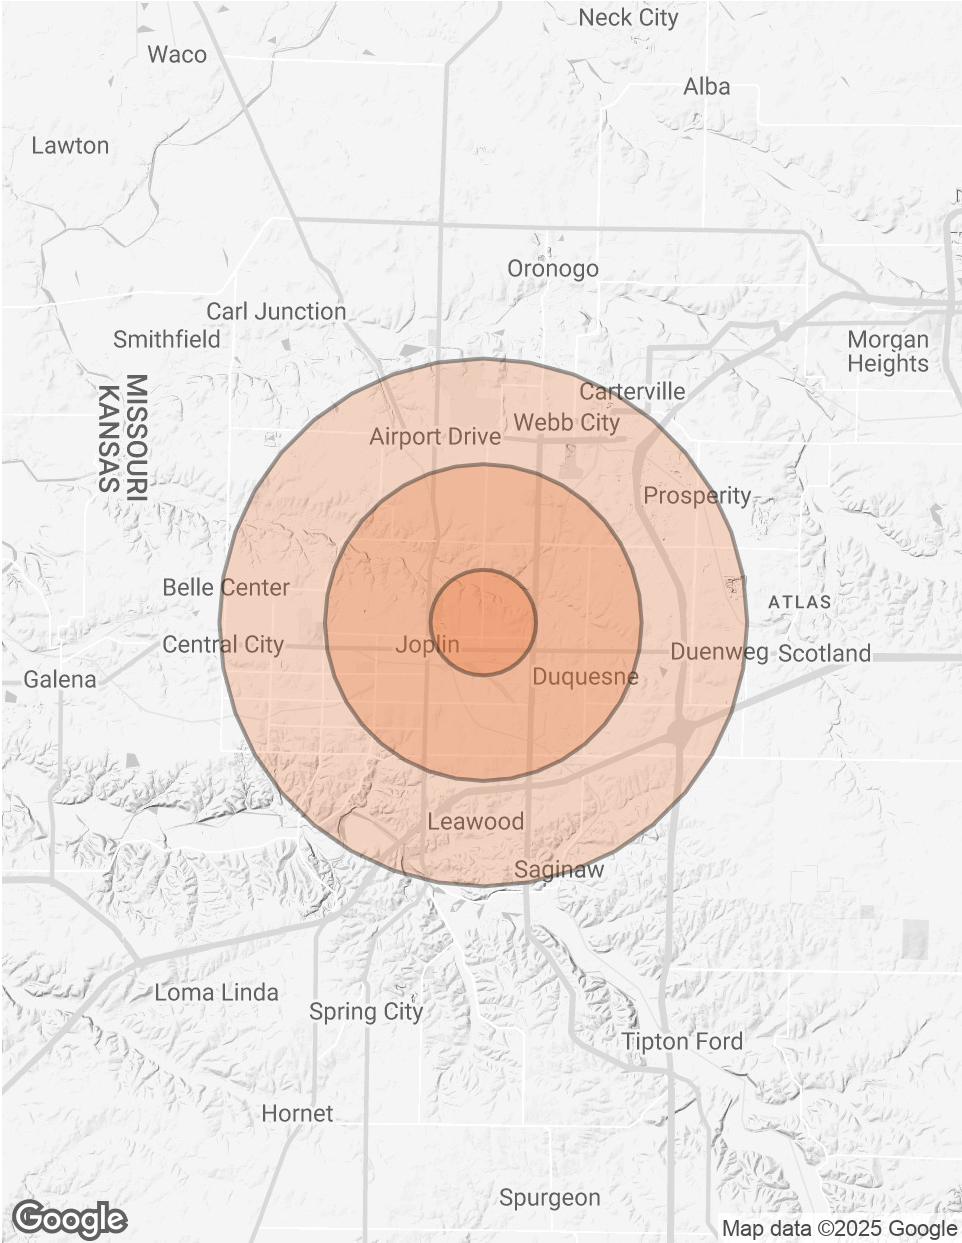 Neck City
Waco
Alba
Lawton
Oronogo
Carl Junction
Smithfield
Morgan
Heights
MISSOURI
KANSAS
Carterville
Webb City
Airport Drive
Prosperity
Belle Center
ATLAS
Central City
Joplin
Duenweg
Scotland
Galena
Duquesne
Leawood
Saginaw
Loma Linda
Spring City
Tipton Ford
Hornet
Spurgeon
Google
Map data ©2025 Google